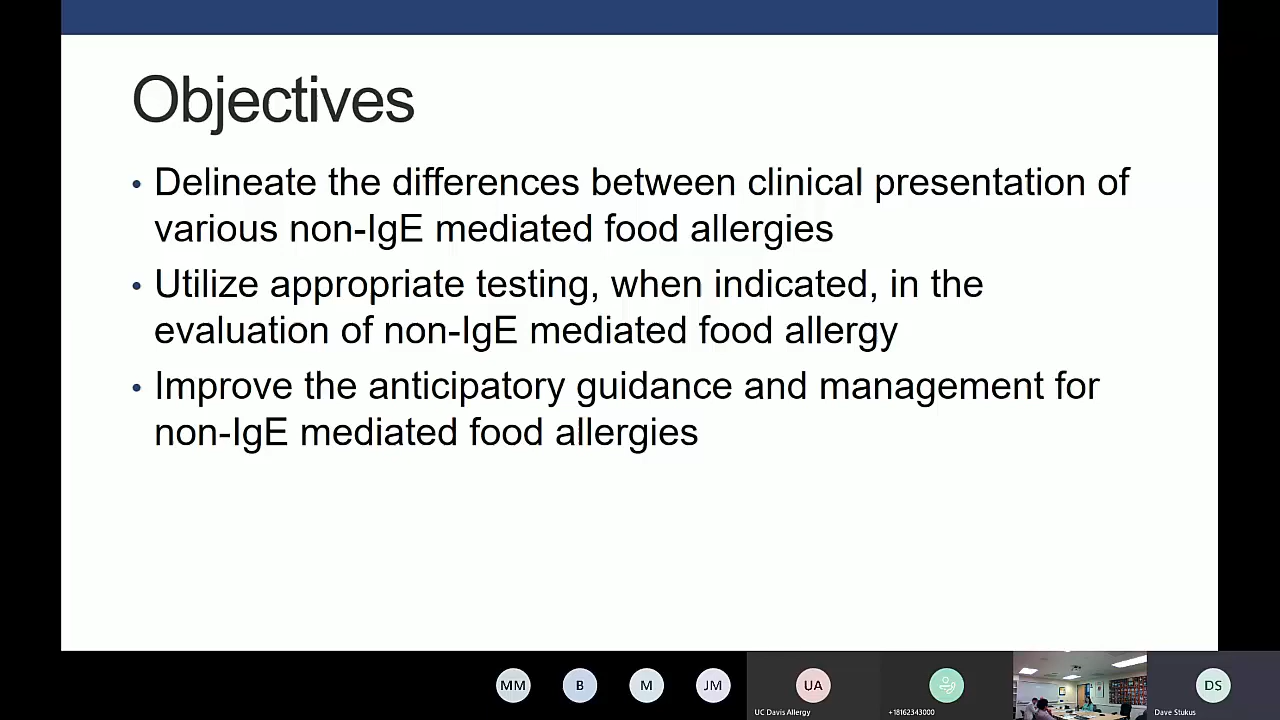 Objectives
• Delineate the differences between clinical presentation of
various non-IgE mediated food allergies
• Utilize appropriate testing, when indicated, in the
evaluation of non-IgE mediated food allergy
• Improve the anticipatory guidance and management for
non-IgE mediated food allergies
MM
B
M
JM
UA
DS
UC Davis Allergy
+18162343000
Dave Stukus